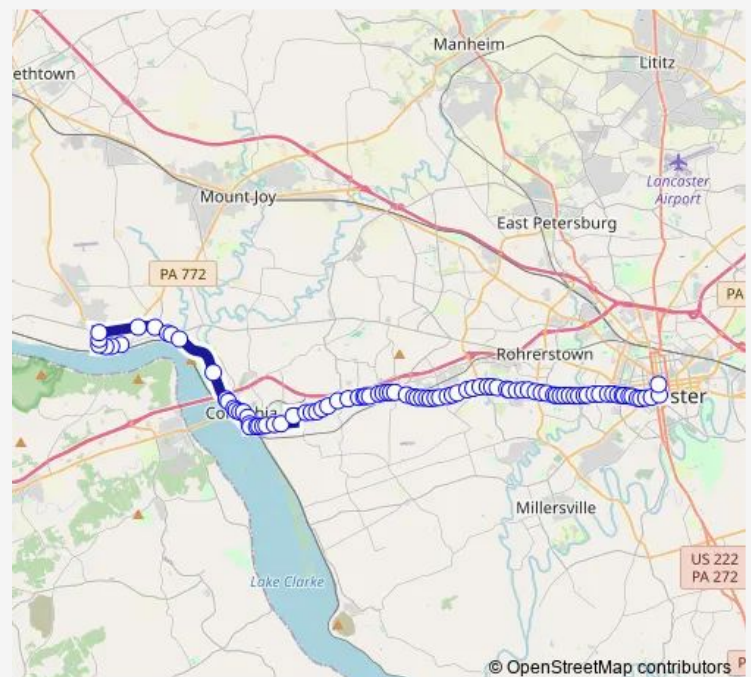 Manheim
Lititz
ethtown
Lancaster
Airport
Mount Joy
East Petersburg
PA 772
PA
Rohrerstown
ster
Millersville
US 222
PA 272
Lake Clarke
P
© OpenStreetMap contributors